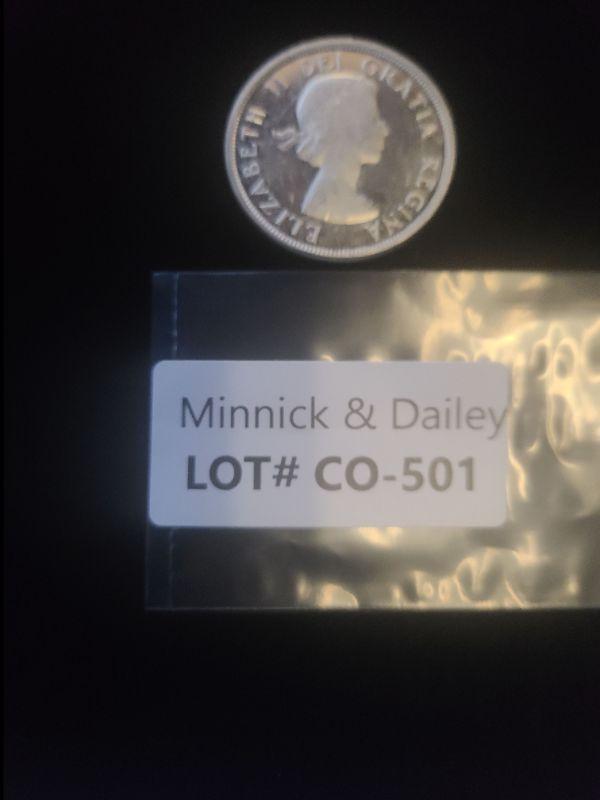 ELIZABETH II DEI GRATIA REGINA
Minnick & Dailey
LOT# CO-501